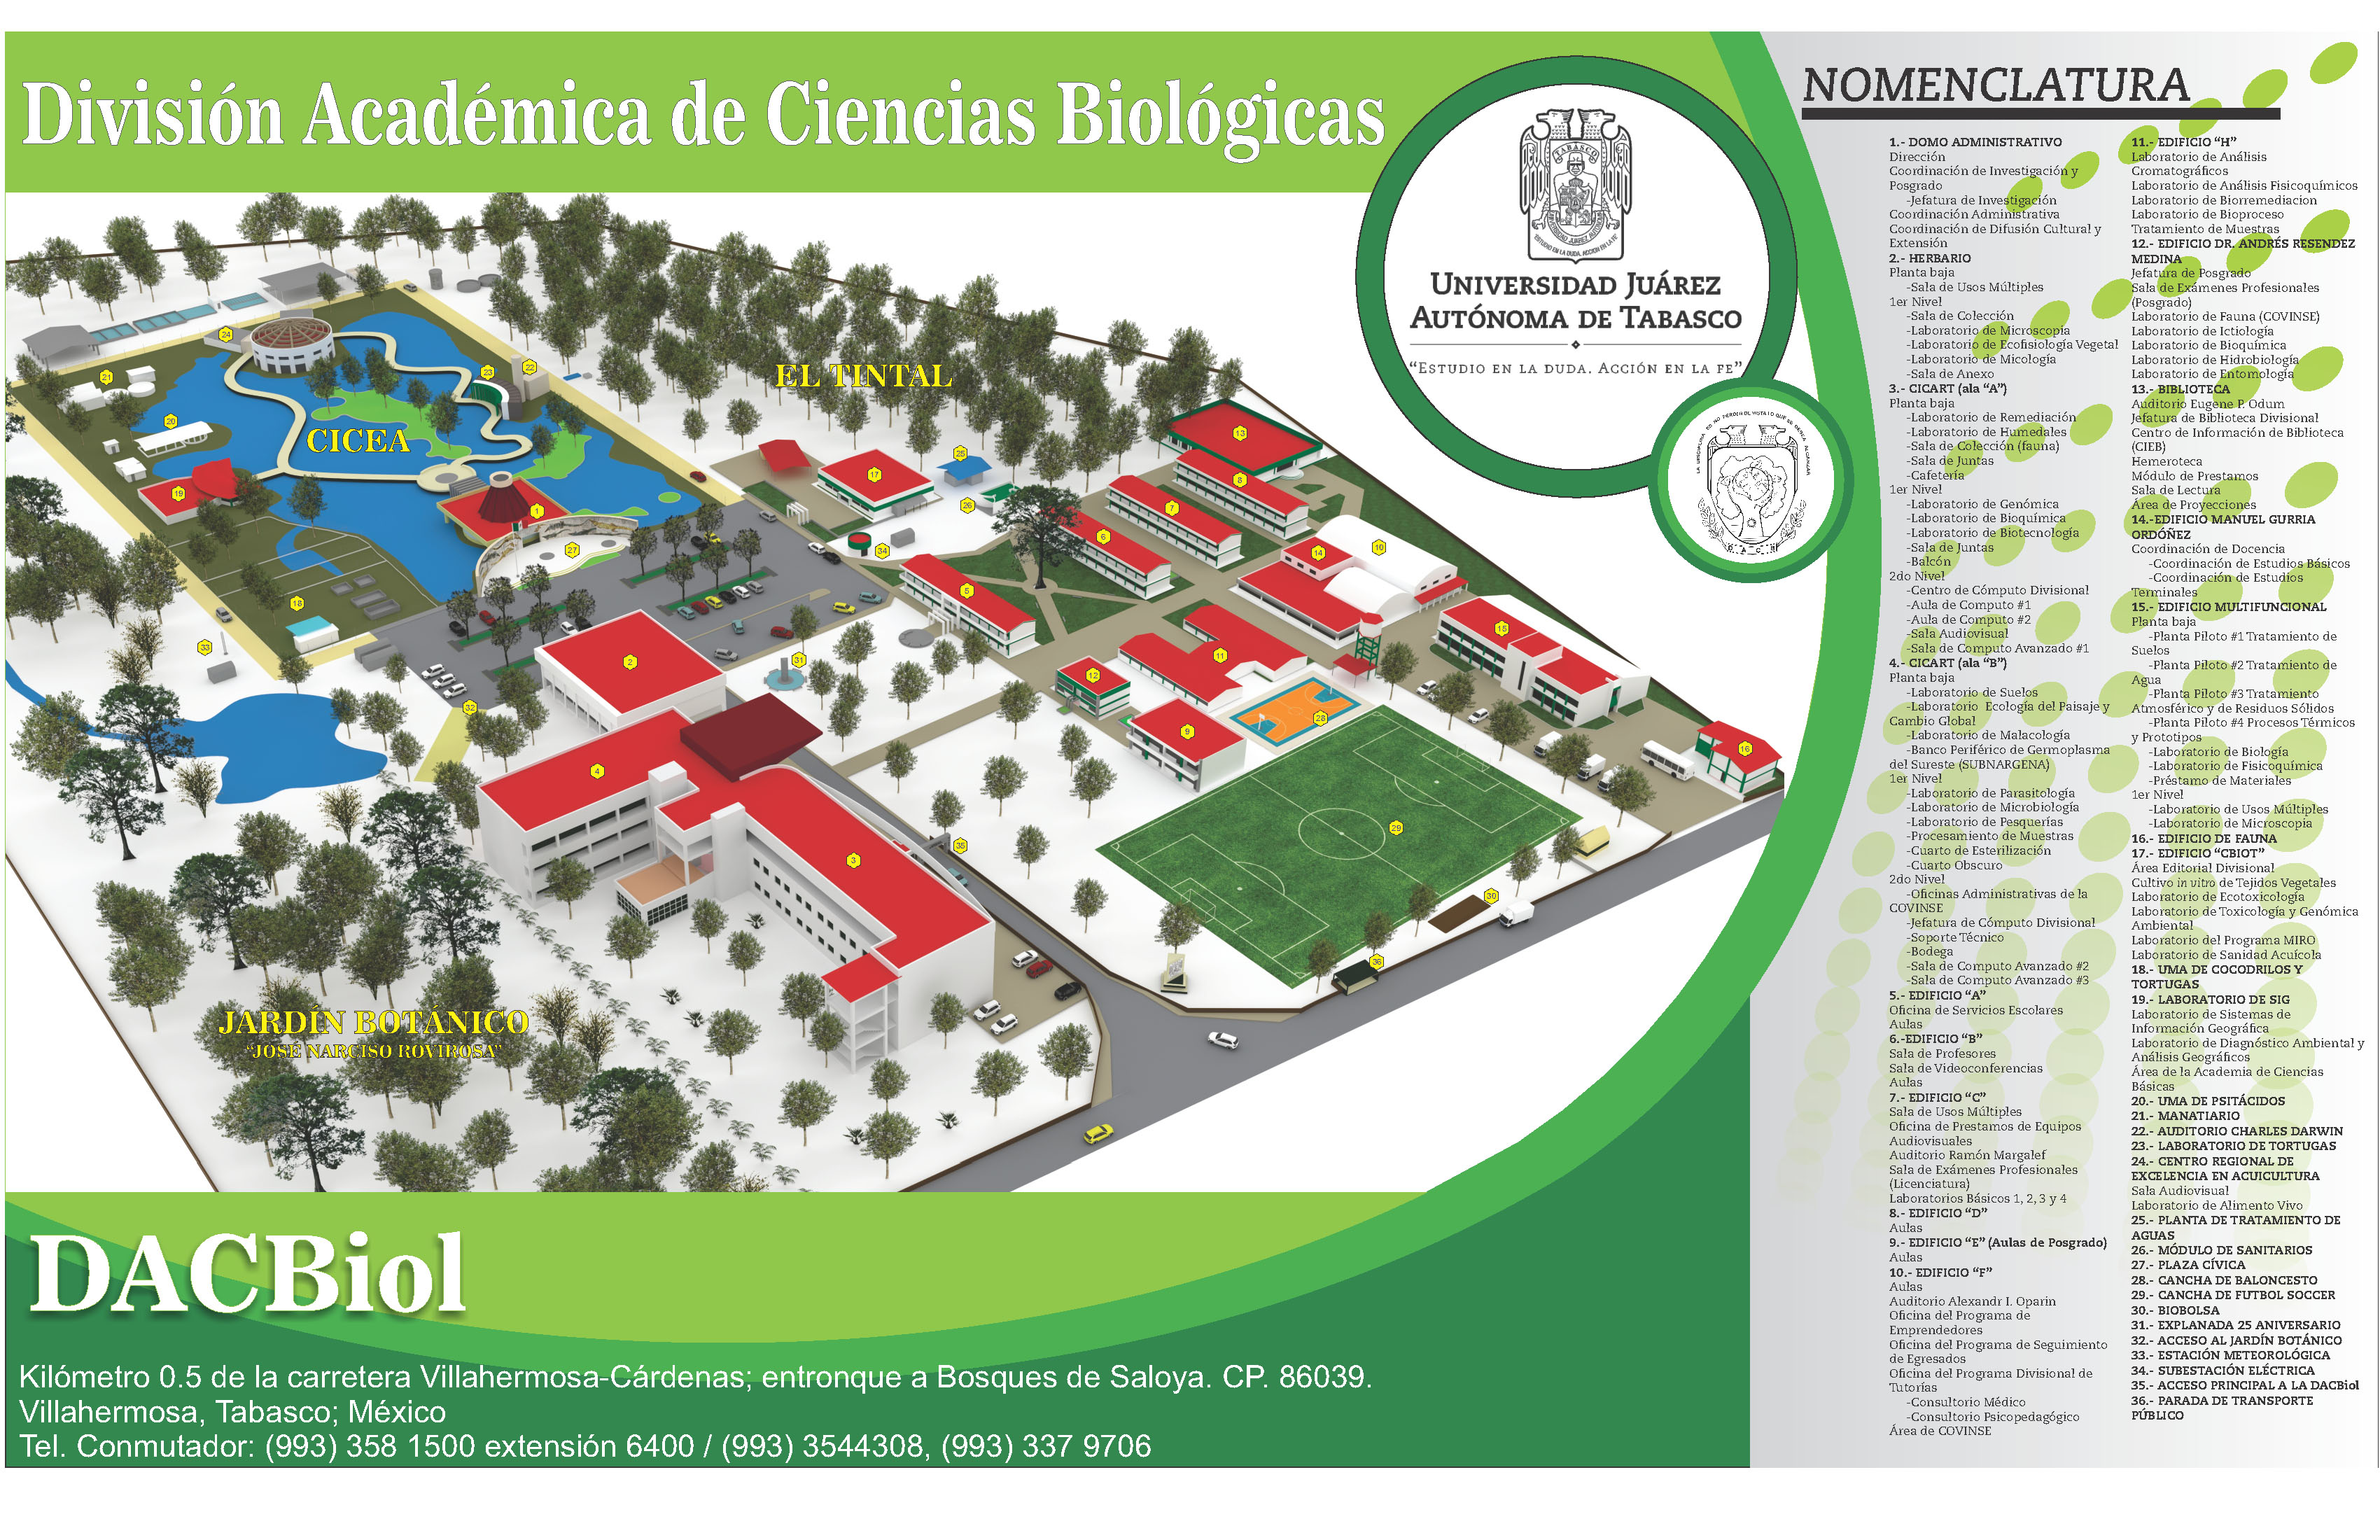 División Académica de Ciencias Biológicas
UNIVERSIDAD JUÁREZ
AUTÓNOMA DE TABASCO
“ESTUDIO EN LA DUDA. ACCIÓN EN LA FE”
EL TINTAL
CICEA
JARDÍN BOTÁNICO
“JOSÉ NARCISO ROVIROSA”
DACBiol
Kilómetro 0.5 de la carretera Villahermosa-Cárdenas; entronque a Bosques de Saloya. CP. 86039.
Villahermosa, Tabasco; México
Tel. Conmutador: (993) 358 1500 extensión 6400 / (993) 3544308, (993) 337 9706
NOMENCLATURA
1.- DOMO ADMINISTRATIVO
Dirección
Coordinación de Investigación y
Posgrado
-Jefatura de Investigación
Coordinación Administrativa
Coordinación de Difusión Cultural y
Extensión
2.- HERBARIO
Planta baja
-Sala de Usos Múltiples
1er Nivel
-Sala de Colección
-Laboratorio de Microscopia
-Laboratorio de Ecofisiología Vegetal
-Laboratorio de Micología
-Sala de Anexo
3.- CICART (ala “A”)
Planta baja
-Laboratorio de Remediación
-Laboratorio de Humedales
-Sala de Colección (fauna)
-Sala de Juntas
-Cafetería
1er Nivel
-Laboratorio de Genómica
-Laboratorio de Bioquímica
-Laboratorio de Biotecnología
-Sala de Juntas
-Balcón
2do Nivel
-Centro de Cómputo Divisional
-Aula de Computo #1
-Aula de Computo #2
-Sala Audiovisual
-Sala de Computo Avanzado #1
4.- CICART (ala “B”)
Planta baja
-Laboratorio de Suelos
-Laboratorio Ecología del Paisaje y
Cambio Global
-Laboratorio de Malacología
-Banco Periférico de Germoplasma
del Sureste (SUBNARGENA)
1er Nivel
-Laboratorio de Parasitología
-Laboratorio de Microbiología
-Laboratorio de Pesquerías
-Procesamiento de Muestras
-Cuarto de Esterilización
-Cuarto Obscuro
2do Nivel
-Oficinas Administrativas de la
COVINSE
-Jefatura de Cómputo Divisional
-Soporte Técnico
-Bodega
-Sala de Computo Avanzado #2
-Sala de Computo Avanzado #3
5.- EDIFICIO “A”
Oficina de Servicios Escolares
Aulas
6.-EDIFICIO “B”
Sala de Profesores
Sala de Videoconferencias
Aulas
7.- EDIFICIO “C”
Sala de Usos Múltiples
Oficina de Prestamos de Equipos
Audiovisuales
Auditorio Ramón Margalef
Sala de Exámenes Profesionales
(Licenciatura)
Laboratorios Básicos 1, 2, 3 y 4
8.- EDIFICIO “D”
Aulas
9.- EDIFICIO “E” (Aulas de Posgrado)
Aulas
10.- EDIFICIO “F”
Aulas
Auditorio Alexandr I. Oparin
Oficina del Programa de
Emprendedores
Oficina del Programa de Seguimiento
de Egresados
Oficina del Programa Divisional de
Tutorías
-Consultorio Médico
-Consultorio Psicopedagógico
Área de COVINSE
11.- EDIFICIO “H”
Laboratorio de Análisis
Cromatográficos
Laboratorio de Análisis Fisicoquímicos
Laboratorio de Biorremediacion
Laboratorio de Bioproceso
Tratamiento de Muestras
12.- EDIFICIO DR. ANDRÉS RESENDEZ
MEDINA
Jefatura de Posgrado
Sala de Exámenes Profesionales
(Posgrado)
Laboratorio de Fauna (COVINSE)
Laboratorio de Ictiología
Laboratorio de Bioquímica
Laboratorio de Hidrobiología
Laboratorio de Entomología
13.- BIBLIOTECA
Auditorio Eugene P. Odum
Jefatura de Biblioteca Divisional
Centro de Información de Biblioteca
(CIEB)
Hemeroteca
Módulo de Prestamos
Sala de Lectura
Área de Proyecciones
14.-EDIFICIO MANUEL GURRIA
ORDÓÑEZ
Coordinación de Docencia
-Coordinación de Estudios Básicos
-Coordinación de Estudios
Terminales
15.- EDIFICIO MULTIFUNCIONAL
Planta baja
-Planta Piloto #1 Tratamiento de
Suelos
-Planta Piloto #2 Tratamiento de
Agua
-Planta Piloto #3 Tratamiento
Atmosférico y de Residuos Sólidos
-Planta Piloto #4 Procesos Térmicos
y Prototipos
-Laboratorio de Biología
-Laboratorio de Fisicoquímica
-Préstamo de Materiales
1er Nivel
-Laboratorio de Usos Múltiples
-Laboratorio de Microscopia
16.- EDIFICIO DE FAUNA
17.- EDIFICIO “CBIOT”
Área Editorial Divisional
Cultivo in vitro de Tejidos Vegetales
Laboratorio de Ecotoxicología
Laboratorio de Toxicología y Genómica
Ambiental
Laboratorio del Programa MIRO
Laboratorio de Sanidad Acuícola
18.- UMA DE COCODRILOS Y
TORTUGAS
19.- LABORATORIO DE SIG
Laboratorio de Sistemas de
Información Geográfica
Laboratorio de Diagnóstico Ambiental y
Análisis Geográficos
Área de la Academia de Ciencias
Básicas
20.- UMA DE PSITÁCIDOS
21.- MANATIARIO
22.- AUDITORIO CHARLES DARWIN
23.- LABORATORIO DE TORTUGAS
24.- CENTRO REGIONAL DE
EXCELENCIA EN ACUICULTURA
Sala Audiovisual
Laboratorio de Alimento Vivo
25.- PLANTA DE TRATAMIENTO DE
AGUAS
26.- MÓDULO DE SANITARIOS
27.- PLAZA CÍVICA
28.- CANCHA DE BALONCESTO
29.- CANCHA DE FUTBOL SOCCER
30.- BIOBOLSA
31.- EXPLANADA 25 ANIVERSARIO
32.- ACCESO AL JARDÍN BOTÁNICO
33.- ESTACIÓN METEOROLÓGICA
34.- SUBESTACIÓN ELÉCTRICA
35.- ACCESO PRINCIPAL A LA DACBiol
36.- PARADA DE TRANSPORTE
PÚBLICO